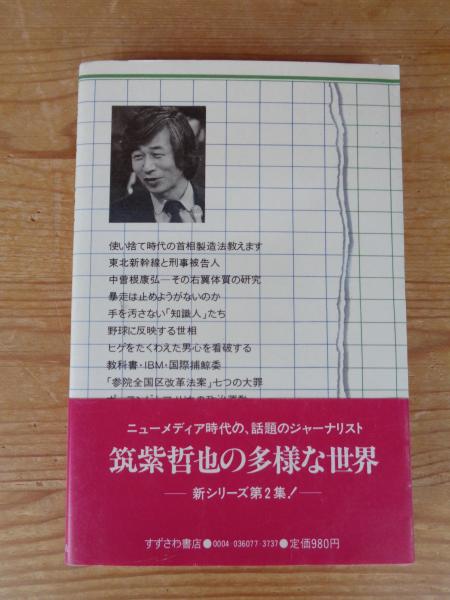 使い捨て時代の首相製造法教えます
東北新幹線と刑事被告人
中曽根康弘—その右翼体質の研究
暴走は止めようがないのか
手を汚さない「知識人」たち
野球に反映する世相
ヒゲをたくわえた男心を看破する
教科書・IBM・国際捕鯨委
「参院全国区改革法案」七つの大罪
ニューメディア時代の、話題のジャーナリスト
筑紫哲也の多様な世界
— 新シリーズ第2集! —
すずさわ書店●0004 036077 3737●定価980円